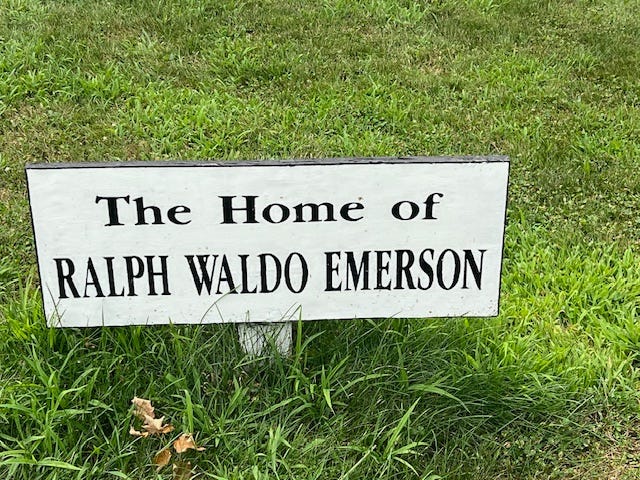 The Home of
RALPH WALDO EMERSON